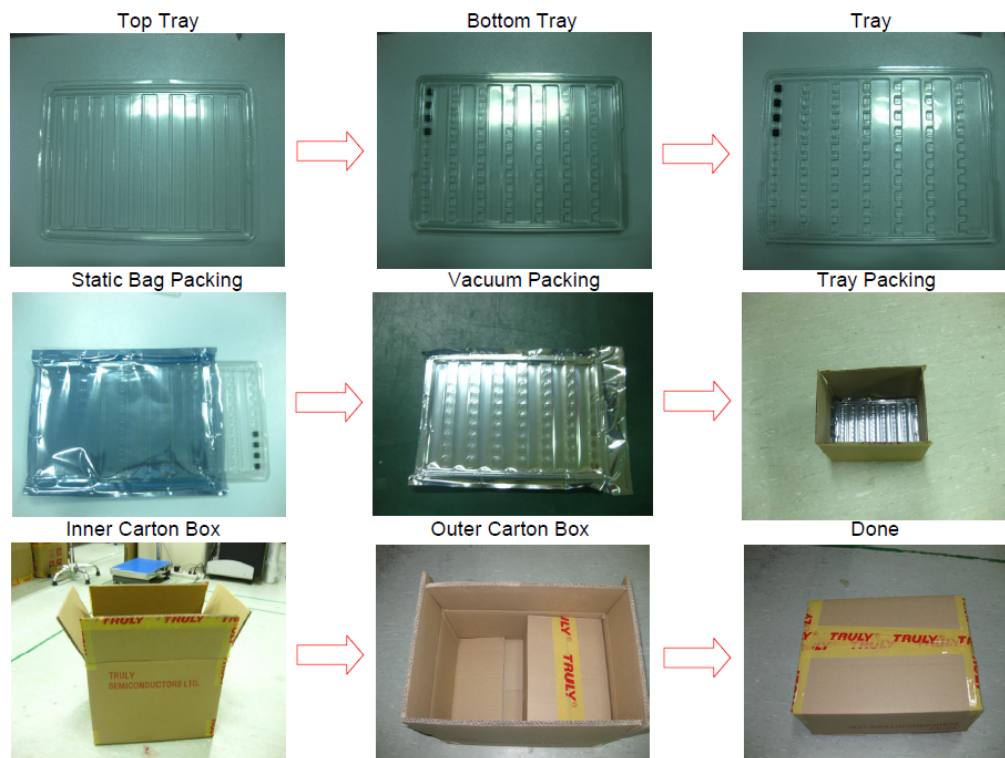 Top Tray
Bottom Tray
Tray
Static Bag Packing
Vacuum Packing
Tray Packing
Inner Carton Box
Outer Carton Box
Done
TRULY® TRULY
TRULY
SEMICONDUCTORS LTD.
TRULY®
TRULY® TRULY® TRULY